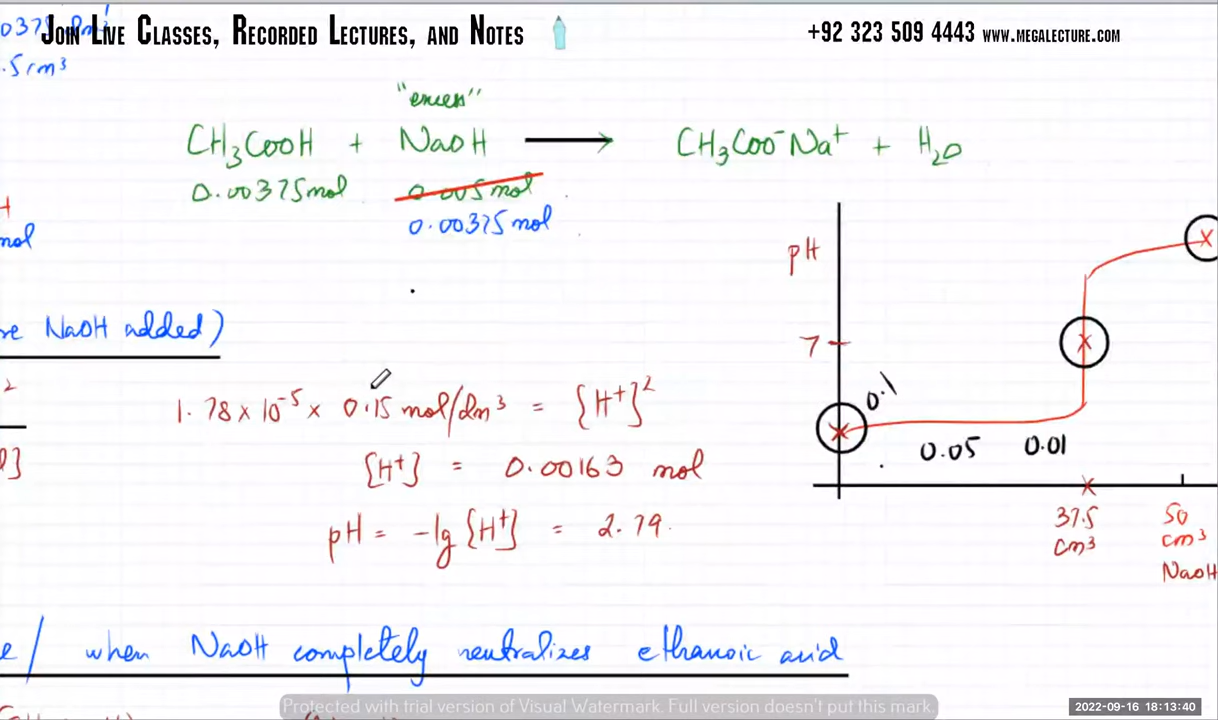 JOIN LIVE CLASSES, RECORDED LECTURES, AND NOTES
+92 323 509 4443 www.megalecture.com
.5cm³
"excess"
CH₃COOH + NaOH ⟶ CH₃COO⁻Na⁺ + H₂O
0.00375mol 0.005mol
0.00375mol
mol
pH
NaOH added)
7
1.78 × 10⁻⁵ × 0.15 mol/dm³ = [H⁺]²
0.1
0.05 0.01
[H⁺] = 0.00163 mol
37.5
cm³
50
cm³
NaOH
pH = -lg [H⁺] = 2.79
/ when NaOH completely neutralizes ethanoic acid
Protected with trial version of Visual Watermark. Full version doesn't put this mark.
2022-09-16 18:13:40